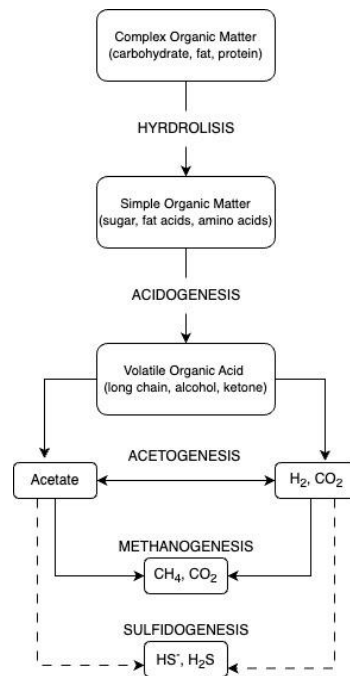 Complex Organic Matter
(carbohydrate, fat, protein)
HYRDROLISIS
Simple Organic Matter
(sugar, fat acids, amino acids)
ACIDOGENESIS
Volatile Organic Acid
(long chain, alcohol, ketone)
ACETOGENESIS
Acetate
H₂, CO₂
METHANOGENESIS
CH₄, CO₂
SULFIDOGENESIS
HS⁻, H₂S